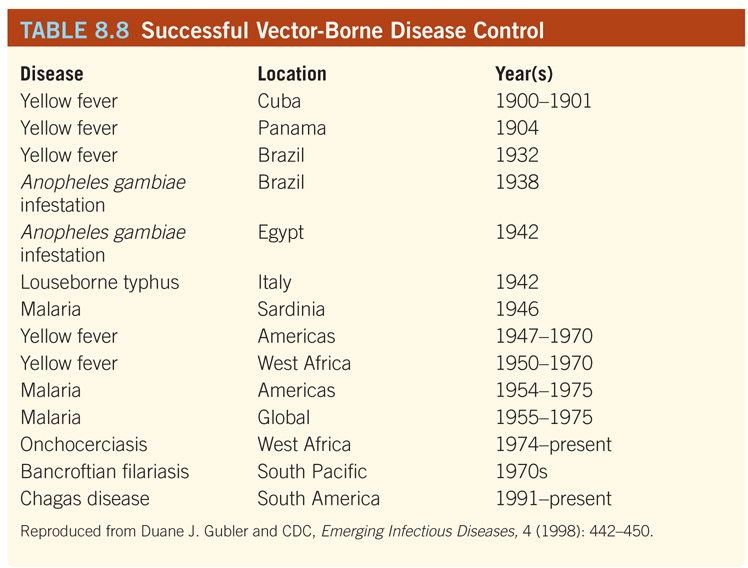 TABLE 8.8 Successful Vector-Borne Disease Control
Disease Location Year(s)
Yellow fever Cuba 1900–1901
Yellow fever Panama 1904
Yellow fever Brazil 1932
Anopheles gambiae Brazil 1938
infestation
Anopheles gambiae Egypt 1942
infestation
Louseborne typhus Italy 1942
Malaria Sardinia 1946
Yellow fever Americas 1947–1970
Yellow fever West Africa 1950–1970
Malaria Americas 1954–1975
Malaria Global 1955–1975
Onchocerciasis West Africa 1974–present
Bancroftian filariasis South Pacific 1970s
Chagas disease South America 1991–present
Reproduced from Duane J. Gubler and CDC, Emerging Infectious Diseases, 4 (1998): 442–450.